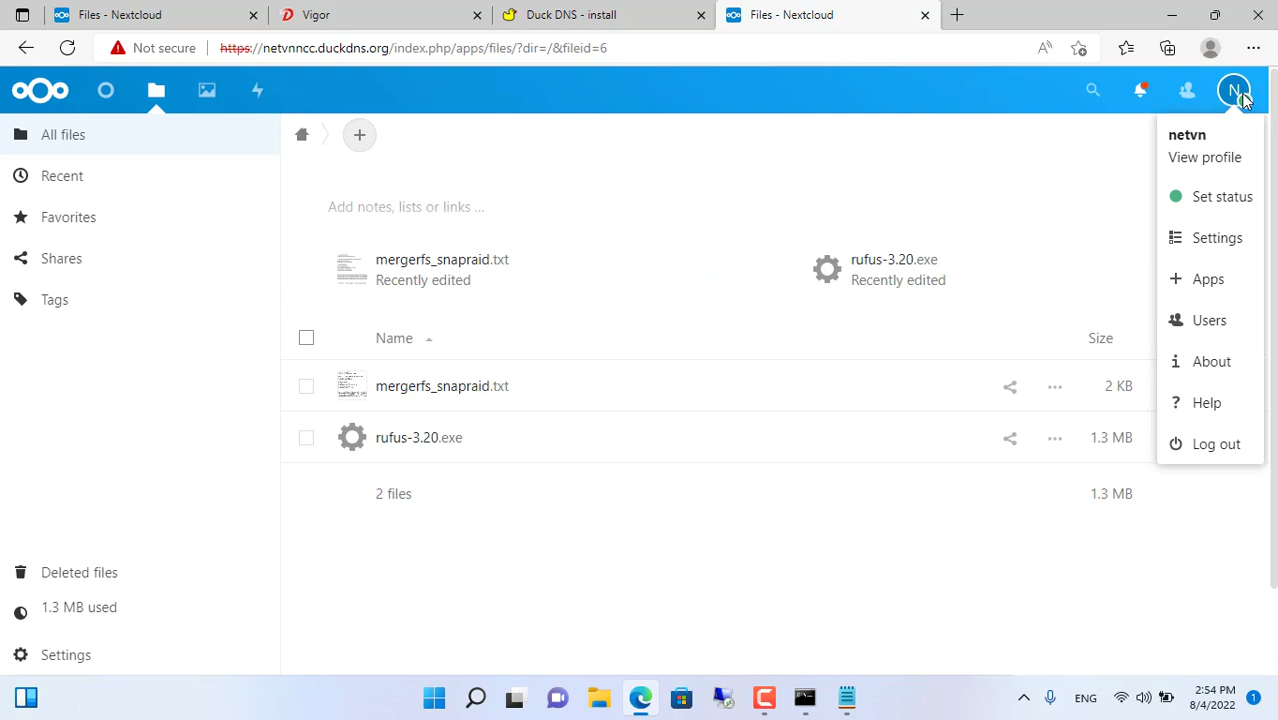 Files - Nextcloud
Vigor
Duck DNS - install
Files - Nextcloud
Not secure
https://netvnncc.duckdns.org/index.php/apps/files/?dir=/&fileid=6
N
All files
Recent
Favorites
Shares
Tags
Add notes, lists or links ...
mergerfs_snapraid.txt
Recently edited
rufus-3.20.exe
Recently edited
Name
Size
mergerfs_snapraid.txt
2 KB
rufus-3.20.exe
1.3 MB
2 files
1.3 MB
netvn
View profile
Set status
Settings
Apps
Users
About
Help
Log out
Deleted files
1.3 MB used
Settings
ENG
2:54 PM
8/4/2022
1